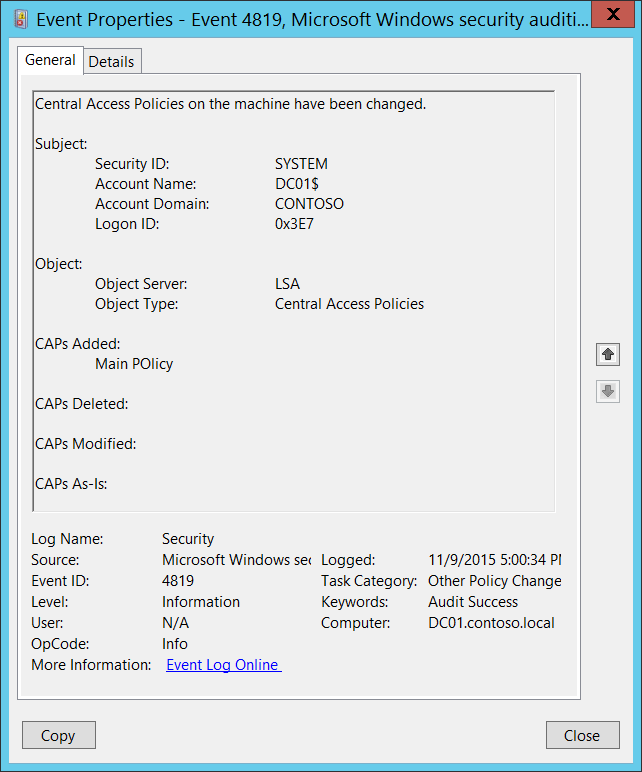 Event Properties - Event 4819, Microsoft Windows security auditi...
General Details
Central Access Policies on the machine have been changed.
Subject:
Security ID: SYSTEM
Account Name: DC01$
Account Domain: CONTOSO
Logon ID: 0x3E7
Object:
Object Server: LSA
Object Type: Central Access Policies
CAPs Added:
Main POlicy
CAPs Deleted:
CAPs Modified:
CAPs As-Is:
Log Name: Security
Source: Microsoft Windows sec Logged: 11/9/2015 5:00:34 PM
Event ID: 4819 Task Category: Other Policy Change
Level: Information Keywords: Audit Success
User: N/A Computer: DC01.contoso.local
OpCode: Info
More Information: Event Log Online
Copy Close